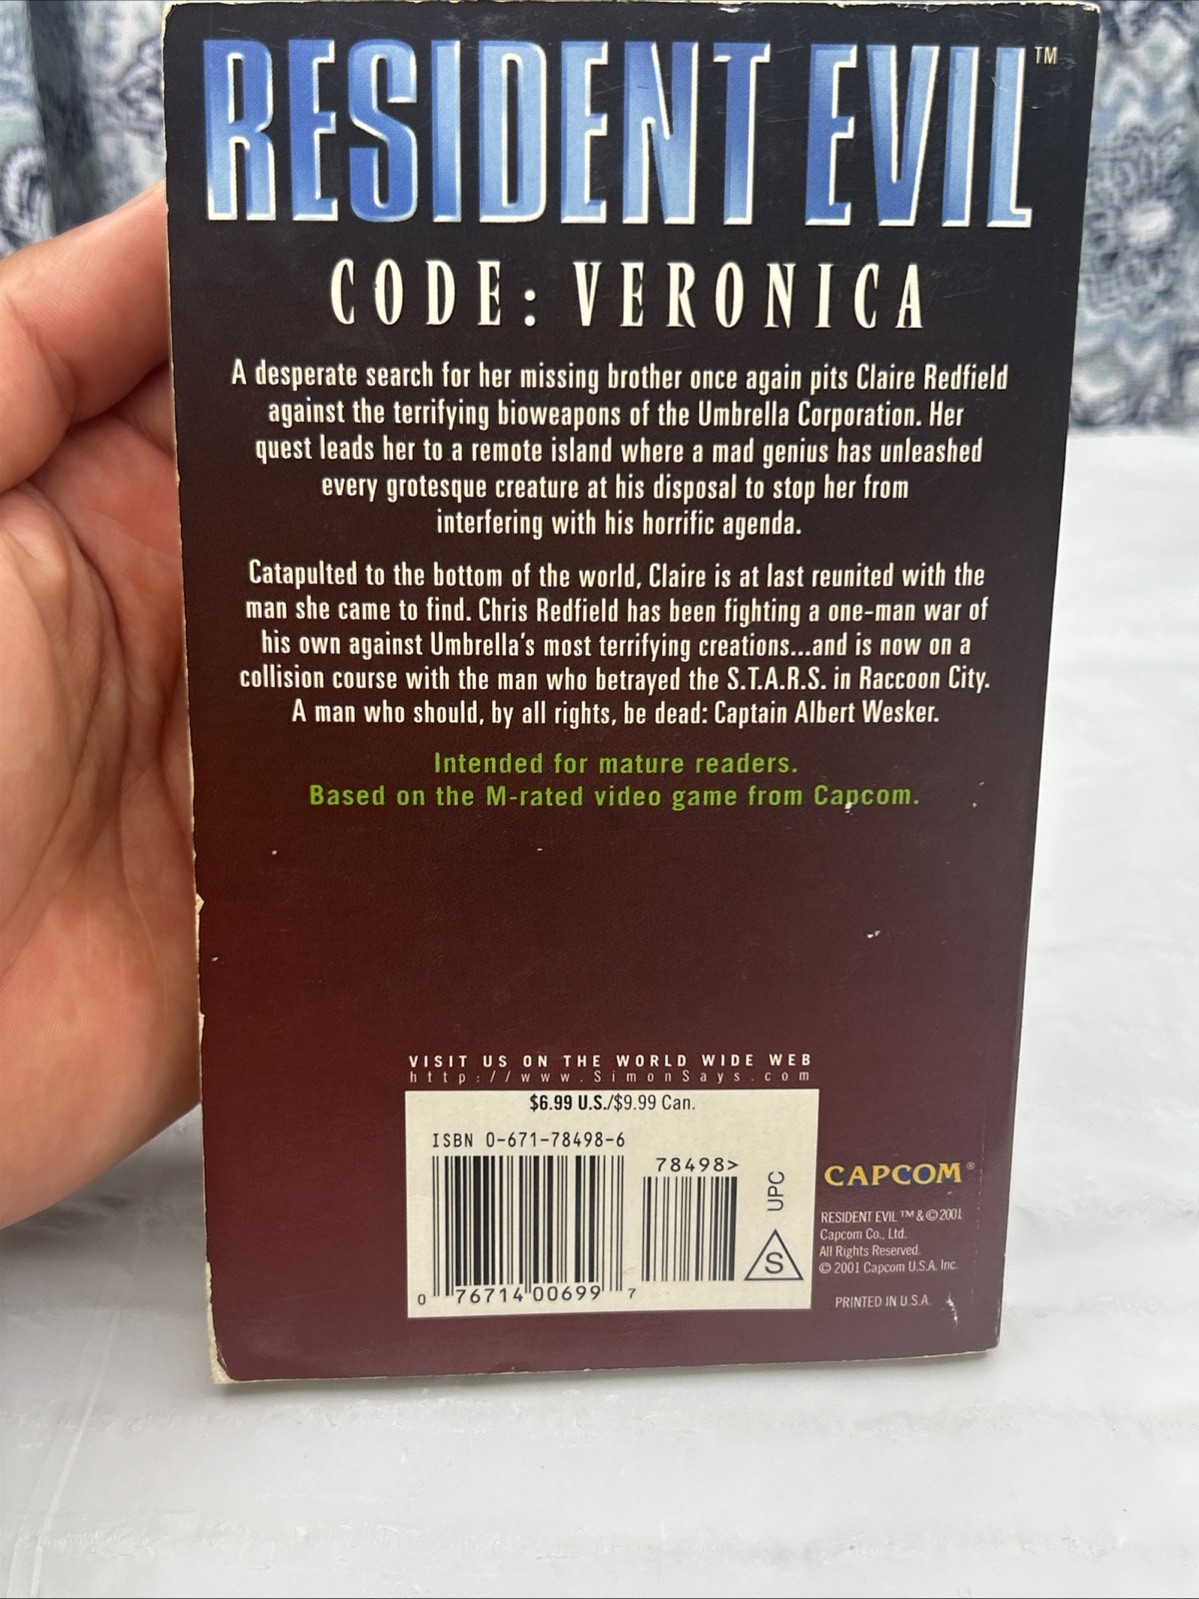 RESIDENT EVIL™
CODE: VERONICA
A desperate search for her missing brother once again pits Claire Redfield
against the terrifying bioweapons of the Umbrella Corporation. Her
quest leads her to a remote island where a mad genius has unleashed
every grotesque creature at his disposal to stop her from
interfering with his horrific agenda.
Catapulted to the bottom of the world, Claire is at last reunited with the
man she came to find. Chris Redfield has been fighting a one-man war of
his own against Umbrella's most terrifying creations...and is now on a
collision course with the man who betrayed the S.T.A.R.S. in Raccoon City.
A man who should, by all rights, be dead: Captain Albert Wesker.
Intended for mature readers.
Based on the M-rated video game from Capcom.
VISIT US ON THE WORLD WIDE WEB
http://www.SimonSays.com
$6.99 U.S./$9.99 Can.
ISBN 0-671-78498-6
78498>
0 76714 00699 7
UPC
S
CAPCOM®
RESIDENT EVIL ™ & © 2001
Capcom Co., Ltd.
All Rights Reserved.
© 2001 Capcom U.S.A. Inc.
PRINTED IN U.S.A.